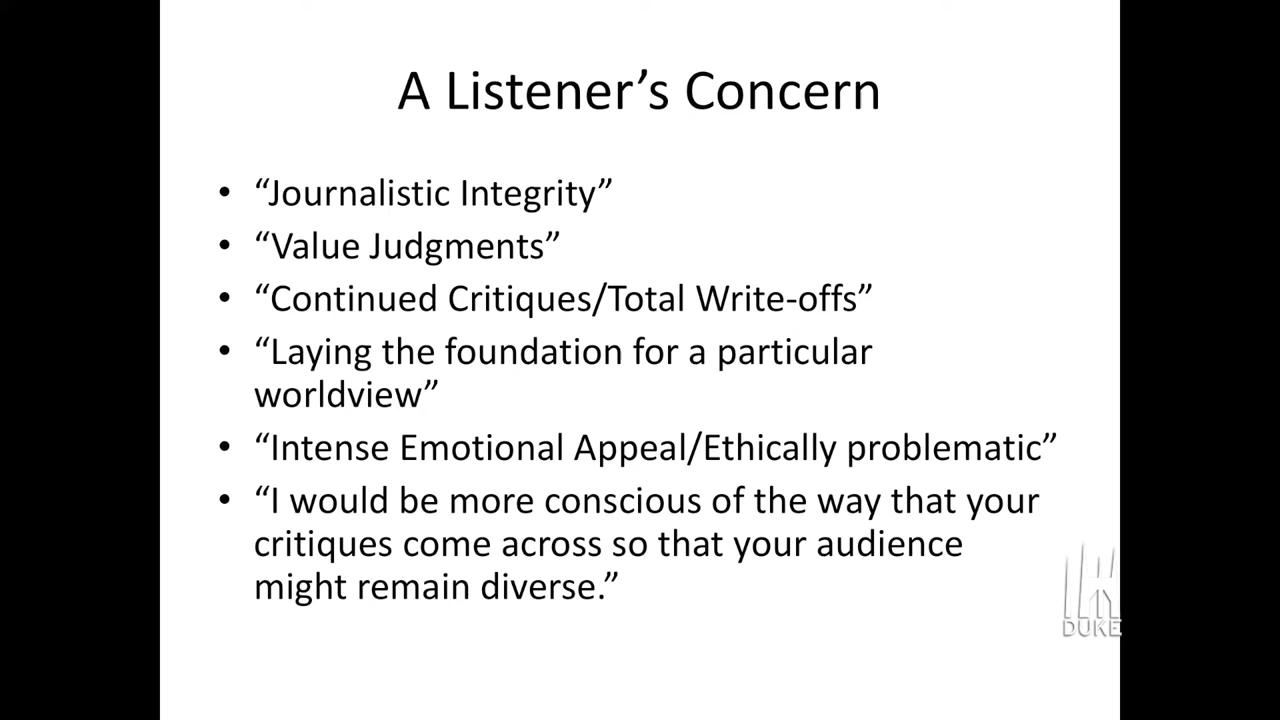 A Listener’s Concern
• “Journalistic Integrity”
• “Value Judgments”
• “Continued Critiques/Total Write-offs”
• “Laying the foundation for a particular
worldview”
• “Intense Emotional Appeal/Ethically problematic”
• “I would be more conscious of the way that your
critiques come across so that your audience
might remain diverse.”
DUKE